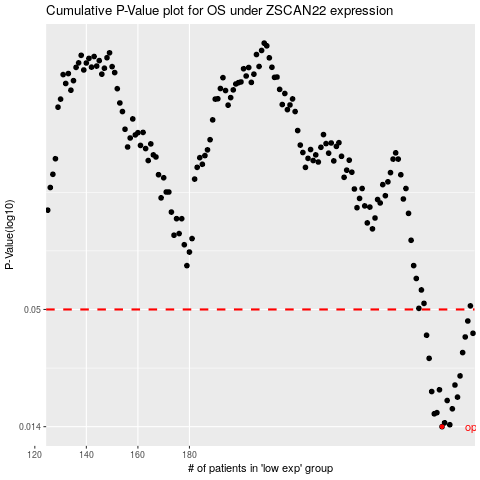 Cumulative P-Value plot for OS under ZSCAN22 expression
P-Value(log10)
0.05
0.014
op
120 140 160 180
# of patients in 'low exp' group